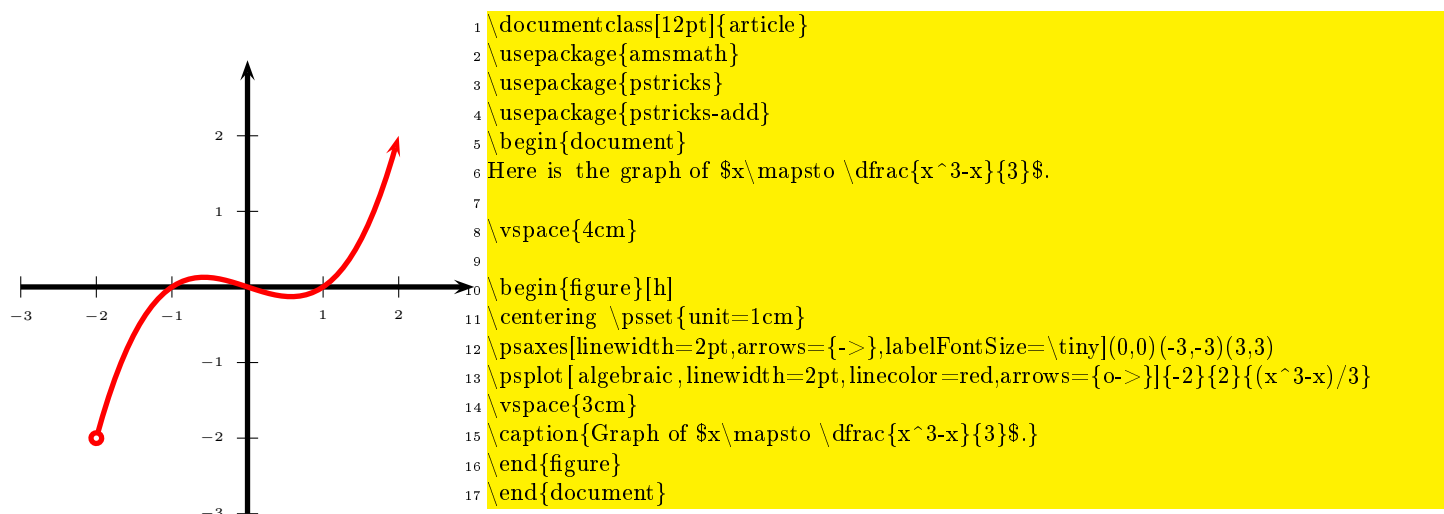 2
1
−3
−2
−1
1
2
−1
−2
−3
1 \documentclass[12pt]{article}
2 \usepackage{amsmath}
3 \usepackage{pstricks}
4 \usepackage{pstricks-add}
5 \begin{document}
6 Here is the graph of $x\mapsto \dfrac{x^3-x}{3}$.
7
8 \vspace{4cm}
9
10 \begin{figure}[h]
11 \centering \psset{unit=1cm}
12 \psaxes[linewidth=2pt,arrows={->},labelFontSize=\tiny](0,0)(-3,-3)(3,3)
13 \psplot[algebraic,linewidth=2pt,linecolor=red,arrows={o->}]{-2}{2}{(x^3-x)/3}
14 \vspace{3cm}
15 \caption{Graph of $x\mapsto \dfrac{x^3-x}{3}$.}
16 \end{figure}
17 \end{document}